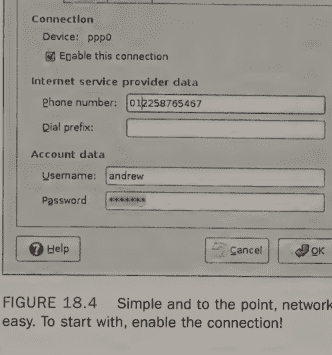 Connection
Device: ppp0
Enable this connection
Internet service provider data
Phone number: 012258765467
Dial prefix:
Account data
Username: andrew
Password *******
Help Cancel OK
FIGURE 18.4 Simple and to the point, network
easy. To start with, enable the connection!